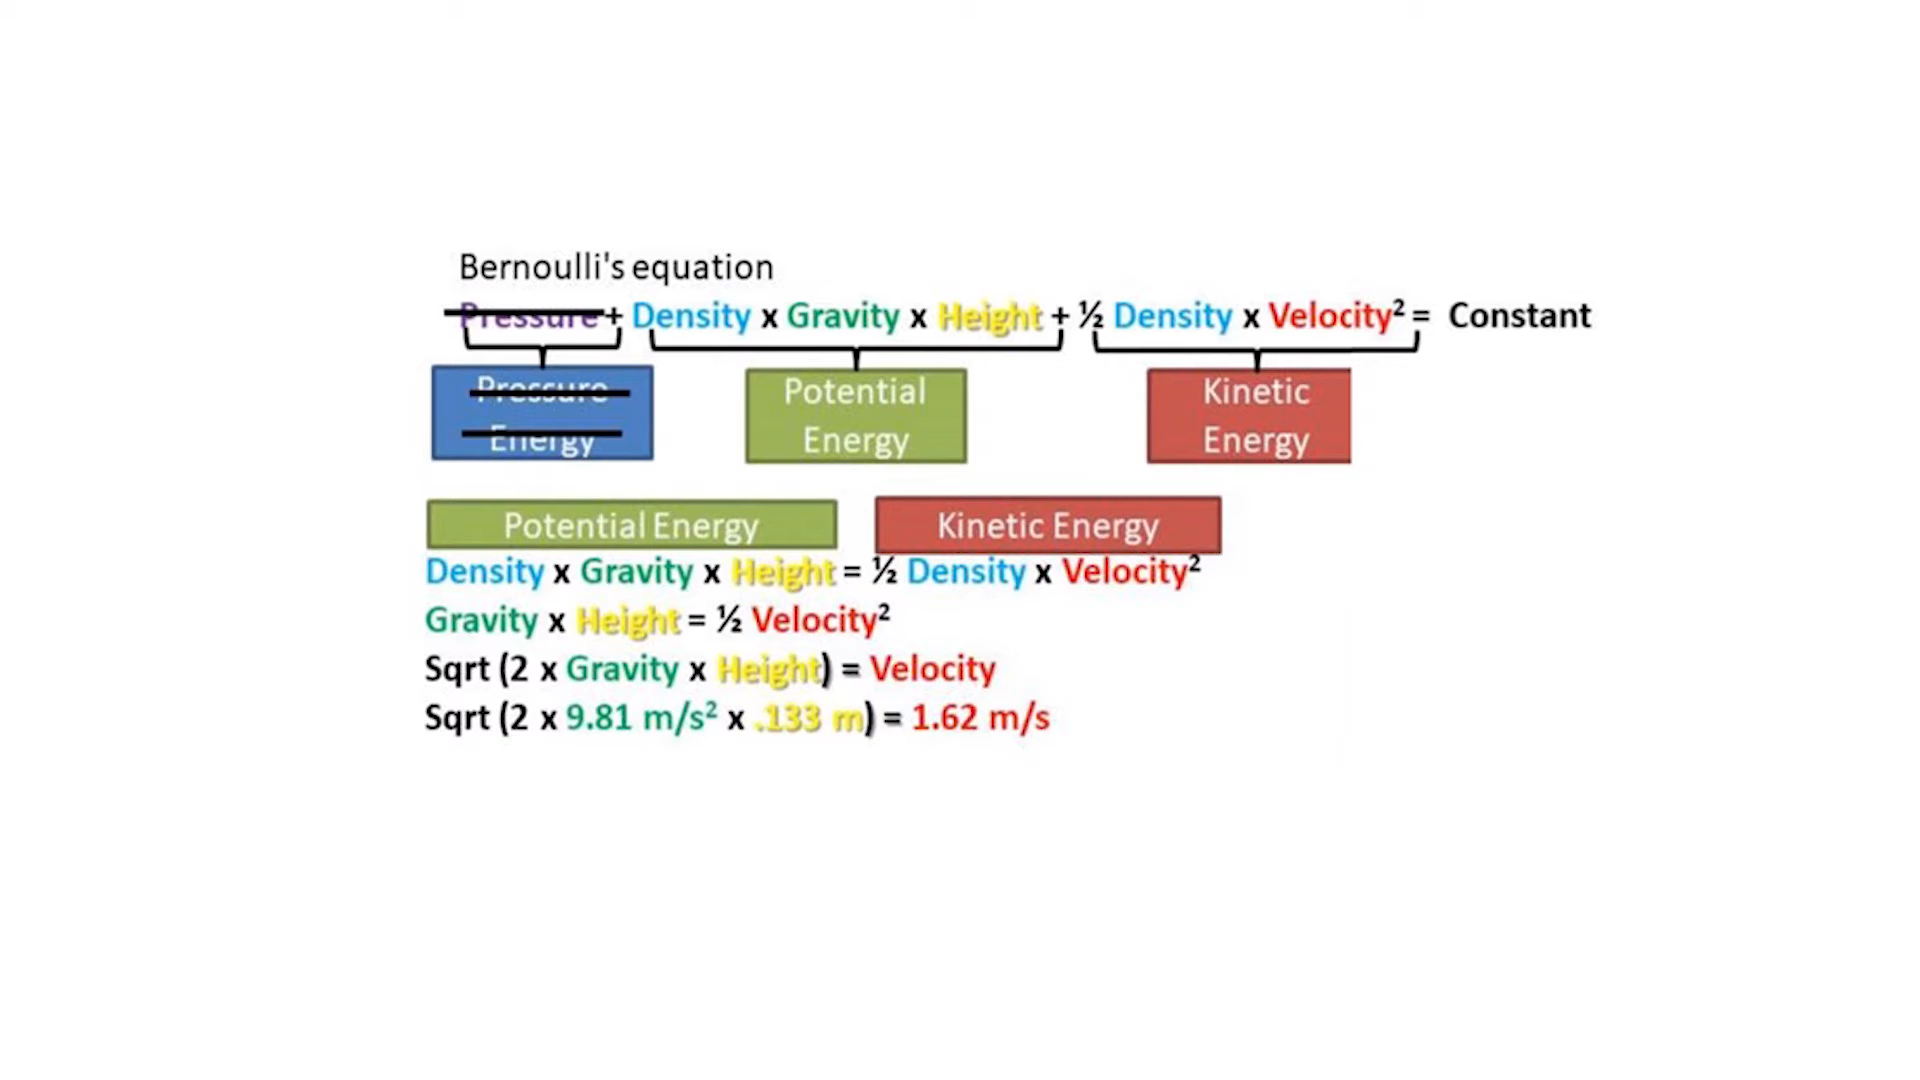 Bernoulli's equation
Pressure + Density x Gravity x Height + ½ Density x Velocity² = Constant
Pressure Energy
Potential Energy
Kinetic Energy
Potential Energy
Kinetic Energy
Density x Gravity x Height = ½ Density x Velocity²
Gravity x Height = ½ Velocity²
Sqrt (2 x Gravity x Height) = Velocity
Sqrt (2 x 9.81 m/s² x .133 m) = 1.62 m/s